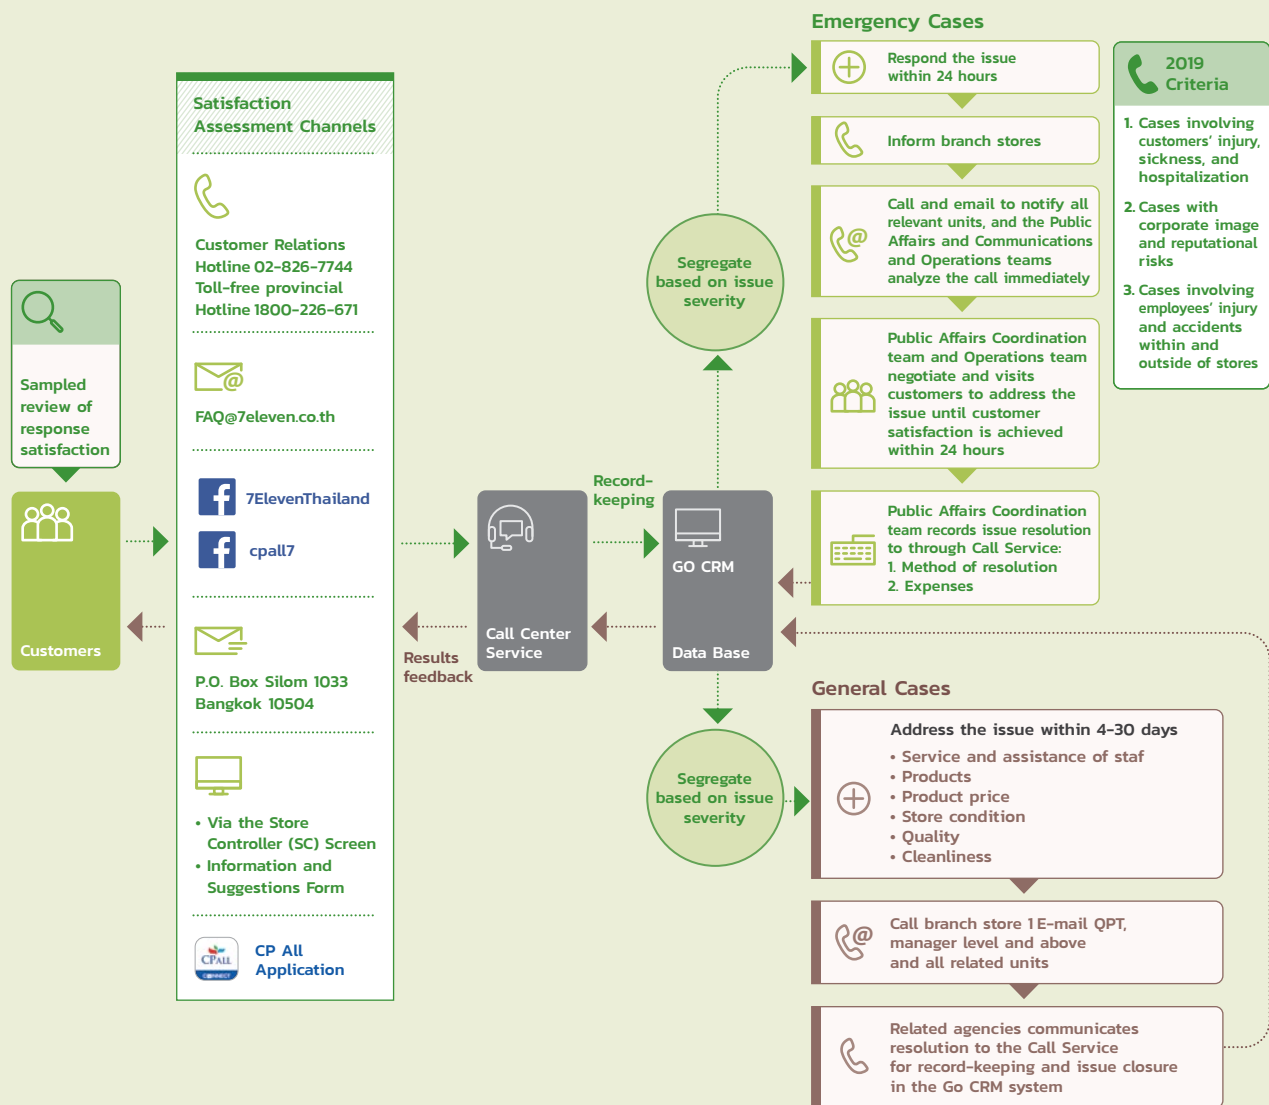 Sampled
review of
response
satisfaction
Customers
Satisfaction
Assessment Channels
Customer Relations
Hotline 02-826-7744
Toll-free provincial
Hotline 1800-226-671
@
FAQ@7eleven.co.th
f
7ElevenThailand
f
cpall7
P.O. Box Silom 1033
Bangkok 10504
• Via the Store
Controller (SC) Screen
• Information and
Suggestions Form
CPALL
CONNECT
CP All
Application
Results
feedback
Call Center
Service
Record-
keeping
GO CRM
Data Base
Segregate
based on issue
severity
Segregate
based on issue
severity
Emergency Cases
Respond the issue
within 24 hours
Inform branch stores
@
Call and email to notify all
relevant units, and the Public
Affairs and Communications
and Operations teams
analyze the call immediately
Public Affairs Coordination
team and Operations team
negotiate and visits
customers to address the
issue until customer
satisfaction is achieved
within 24 hours
Public Affairs Coordination
team records issue resolution
to through Call Service:
1. Method of resolution
2. Expenses
2019
Criteria
1. Cases involving
customers’ injury,
sickness, and
hospitalization
2. Cases with
corporate image
and reputational
risks
3. Cases involving
employees’ injury
and accidents
within and
outside of stores
General Cases
Address the issue within 4-30 days
• Service and assistance of staf
• Products
• Product price
• Store condition
• Quality
• Cleanliness
@
Call branch store 1 E-mail QPT,
manager level and above
and all related units
Related agencies communicates
resolution to the Call Service
for record-keeping and issue closure
in the Go CRM system